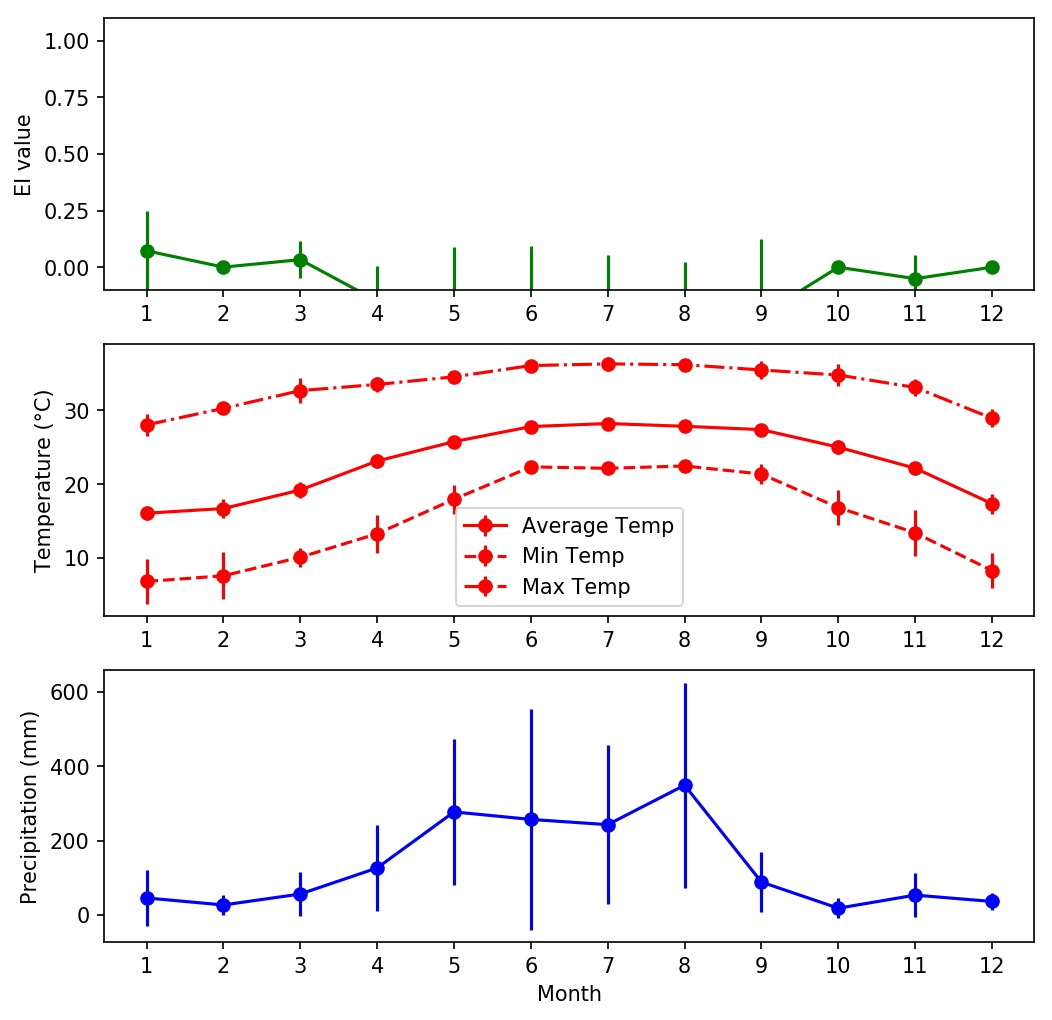 EI value
1.00
0.75
0.50
0.25
0.00
1 2 3 4 5 6 7 8 9 10 11 12
Temperature (°C)
30
20
10
Average Temp
Min Temp
Max Temp
1 2 3 4 5 6 7 8 9 10 11 12
Precipitation (mm)
600
400
200
0
1 2 3 4 5 6 7 8 9 10 11 12
Month